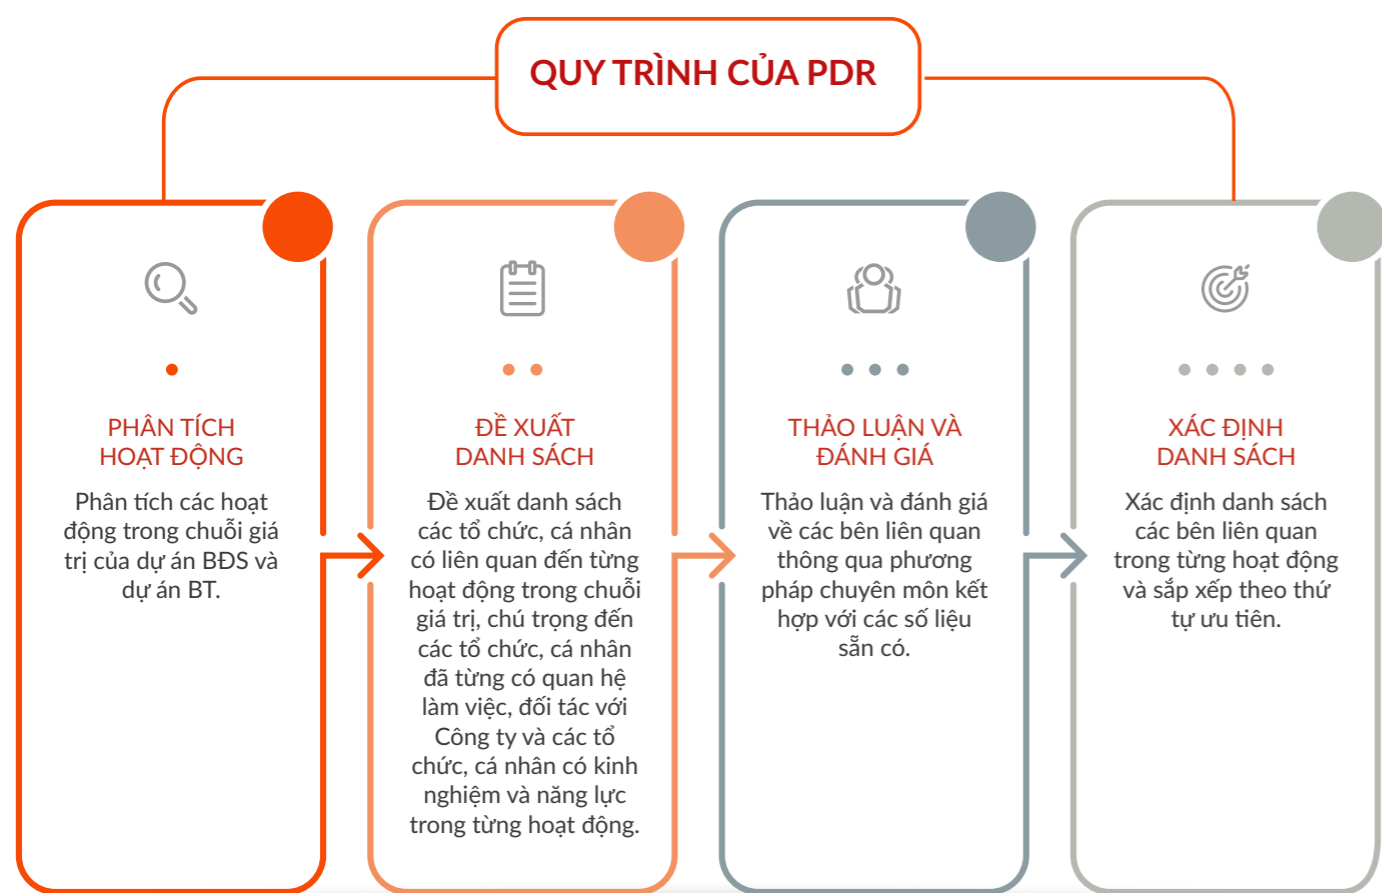 QUY TRÌNH CỦA PDR
PHÂN TÍCH
HOẠT ĐỘNG
Phân tích các hoạt
động trong chuỗi giá
trị của dự án BĐS và
dự án BT.
ĐỀ XUẤT
DANH SÁCH
Đề xuất danh sách
các tổ chức, cá nhân
có liên quan đến từng
hoạt động trong chuỗi
giá trị, chú trọng đến
các tổ chức, cá nhân
đã từng có quan hệ
làm việc, đối tác với
Công ty và các tổ
chức, cá nhân có kinh
nghiệm và năng lực
trong từng hoạt động.
THẢO LUẬN VÀ
ĐÁNH GIÁ
Thảo luận và đánh giá
về các bên liên quan
thông qua phương
pháp chuyên môn kết
hợp với các số liệu
sẵn có.
XÁC ĐỊNH
DANH SÁCH
Xác định danh sách
các bên liên quan
trong từng hoạt động
và sắp xếp theo thứ
tự ưu tiên.